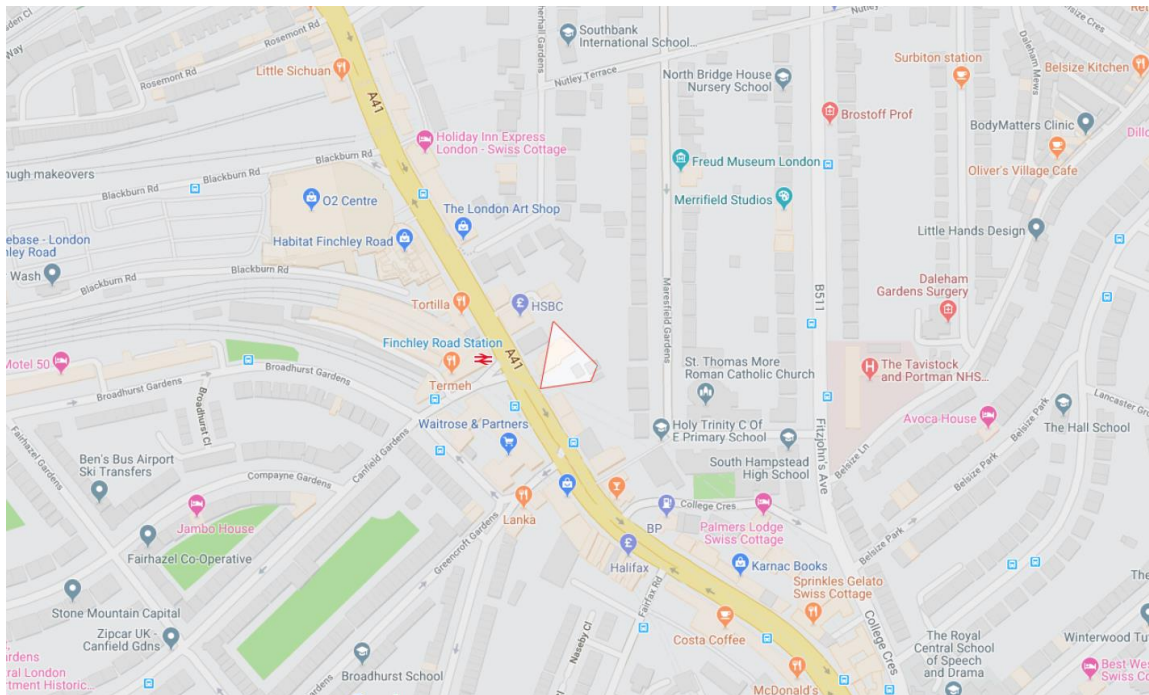 Rosemont Rd
Rosemont Rd
Little Sichuan
A41
Nutley Terrace
Southbank
International School...
North Bridge House
Nursery School
Daleham Mews
Surbiton station
Belsize Kitchen
Brostoff Prof
BodyMatters Clinic
Oliver's Village Cafe
Holiday Inn Express
London - Swiss Cottage
Blackburn Rd
Blackburn Rd
Blackburn Rd
Freud Museum London
Merrifield Studios
O2 Centre
The London Art Shop
Habitat Finchley Road
Little Hands Design
Wash
Blackburn Rd
Blackburn Rd
Daleham
Gardens Surgery
B511
Maresfield Gardens
Tortilla
HSBC
Finchley Road Station
A41
Termeh
Motel 50
Broadhurst Gardens
Broadhurst Gardens
Broadhurst Cl
St. Thomas More
Roman Catholic Church
The Tavistock
and Portman NHS...
Avoca House
The Hall School
Belsize Park
Fitzjohn's Ave
Waitrose & Partners
Holy Trinity C Of
E Primary School
South Hampstead
High School
Belsize Ln
Belsize Park
Fairhazel Gardens
Canfield Gardens
Ben's Bus Airport
Ski Transfers
Compayne Gardens
Jambo House
Lanka
Greencroft Gardens
College Cres
BP
Palmers Lodge
Swiss Cottage
Belsize Park
Fairhazel Co-Operative
Halifax
Karnac Books
Fairfax Rd
Sprinkles Gelato
Swiss Cottage
Stone Mountain Capital
Zipcar UK -
Canfield Gdns
Costa Coffee
College Cres
Naseby Cl
The Royal
Central School
of Speech
and Drama
Winterwood
Broadhurst School
McDonald's